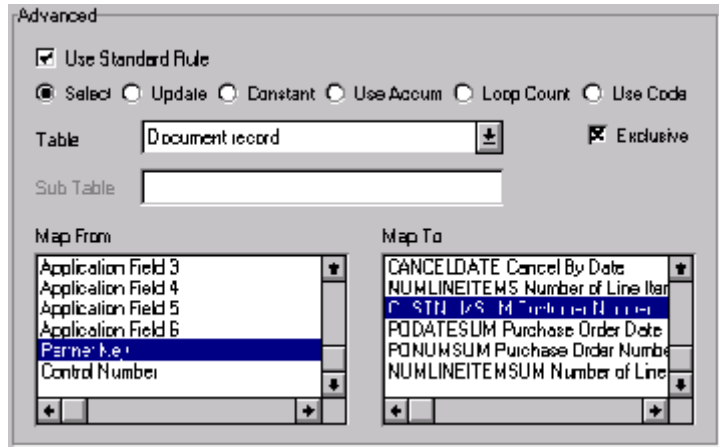 Advanced
Use Standard Rule
Select Update Constant Use Accum Loop Count Use Code
Table Document record Exclusive
Sub Table
Map From Map To
Application Field 3
Application Field 4
Application Field 5
Application Field 6
Partner Key
Control Number
CANCELDATE Cancel By Date
NUMLINEITEMS Number of Line Iter
Customer Number
PODATESUM Purchase Order Date
PONUMSUM Purchase Order Numbe
NUMLINEITEMSUM Number of Line